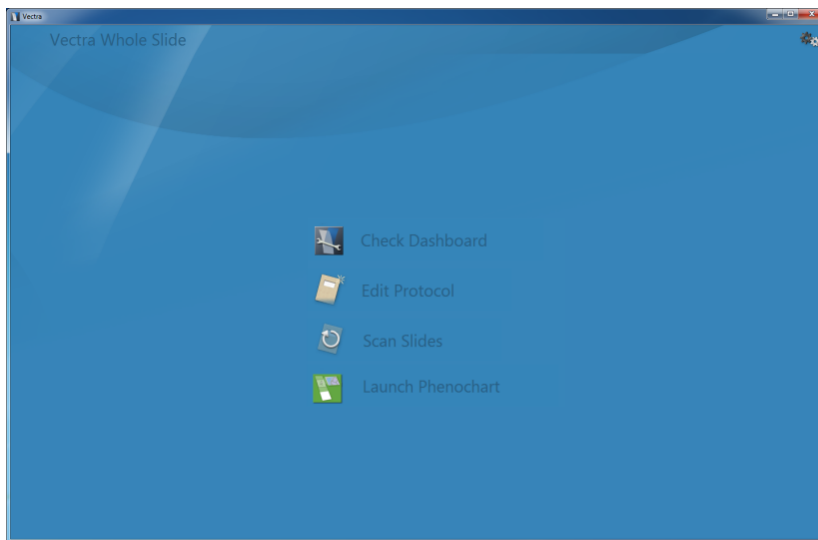 Vectra
Vectra Whole Slide
Check Dashboard
Edit Protocol
Scan Slides
Launch Phenochart